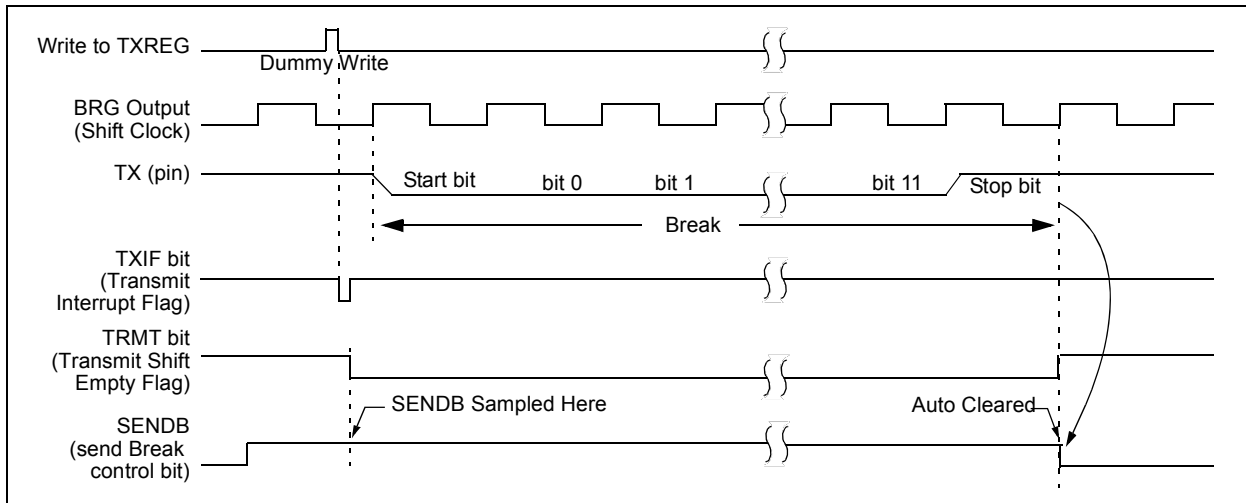 Write to TXREG
Dummy Write
BRG Output
(Shift Clock)
TX (pin)
Start bit
bit 0
bit 1
bit 11
Stop bit
Break
TXIF bit
(Transmit
Interrupt Flag)
TRMT bit
(Transmit Shift
Empty Flag)
SENDB Sampled Here
Auto Cleared
SENDB
(send Break
control bit)